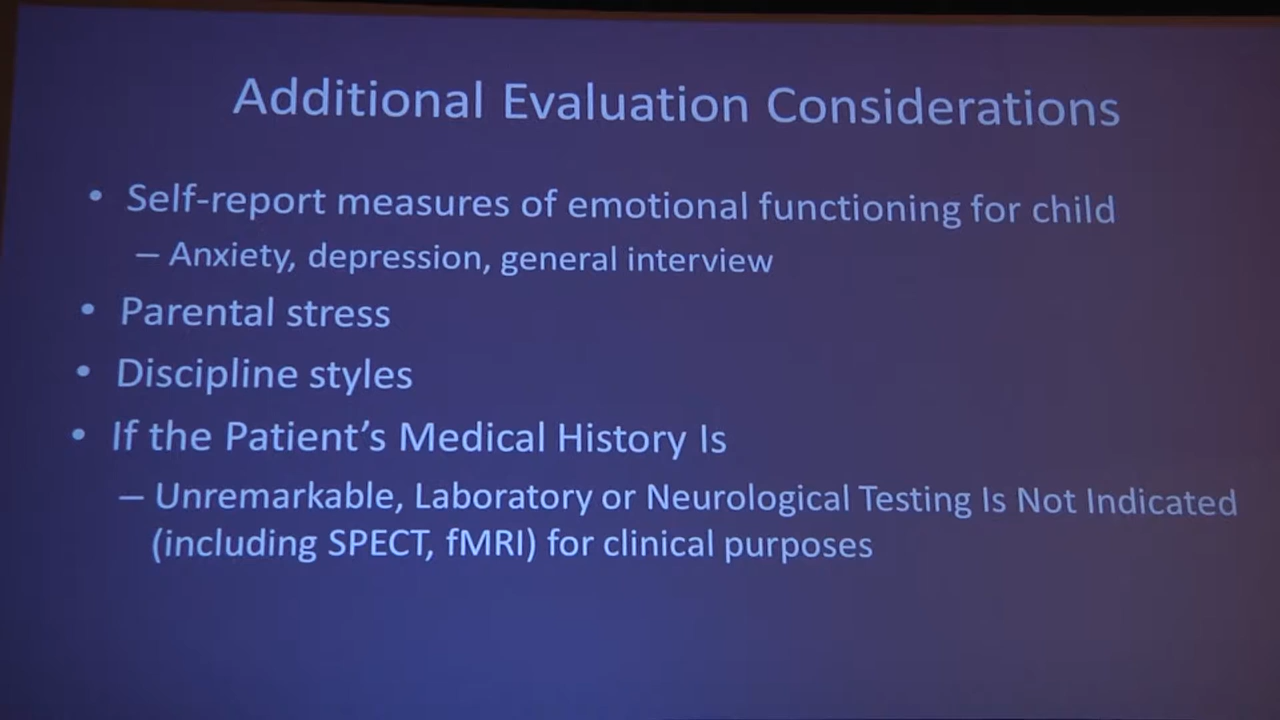 Additional Evaluation Considerations
• Self-report measures of emotional functioning for child
– Anxiety, depression, general interview
• Parental stress
• Discipline styles
• If the Patient's Medical History Is
– Unremarkable, Laboratory or Neurological Testing Is Not Indicated
(including SPECT, fMRI) for clinical purposes